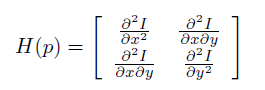 H(p) = [ ∂²I/∂x² ∂²I/∂x∂y
∂²I/∂x∂y ∂²I/∂y² ]